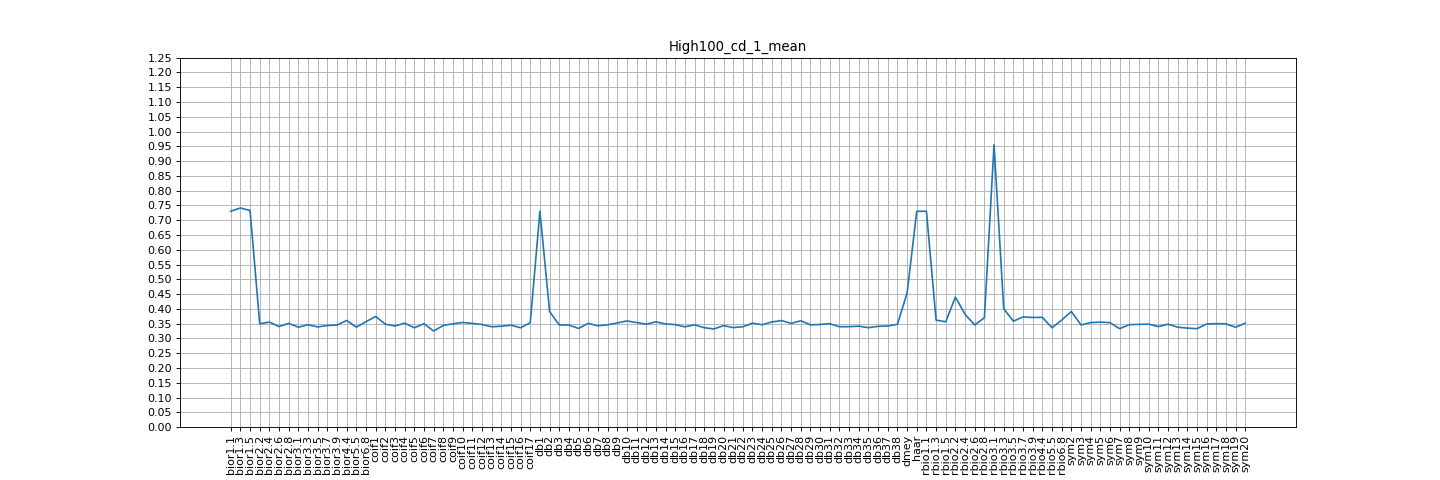 High100_cd_1_mean
1.25
1.20
1.15
1.10
1.05
1.00
0.95
0.90
0.85
0.80
0.75
0.70
0.65
0.60
0.55
0.50
0.45
0.40
0.35
0.30
0.25
0.20
0.15
0.10
0.05
0.00
bior1.1
bior1.3
bior1.5
bior2.2
bior2.4
bior2.6
bior2.8
bior3.1
bior3.3
bior3.5
bior3.7
bior3.9
bior4.4
bior5.5
bior6.8
coif1
coif2
coif3
coif4
coif5
coif6
coif7
coif8
coif9
coif10
coif11
coif12
coif13
coif14
coif15
coif16
coif17
db1
db2
db3
db4
db5
db6
db7
db8
db9
db10
db11
db12
db13
db14
db15
db16
db17
db18
db19
db20
db21
db22
db23
db24
db25
db26
db27
db28
db29
db30
db31
db32
db33
db34
db35
db36
db37
db38
dmey
haar
rbio1.1
rbio1.3
rbio1.5
rbio2.2
rbio2.4
rbio2.6
rbio2.8
rbio3.1
rbio3.3
rbio3.5
rbio3.7
rbio3.9
rbio4.4
rbio5.5
rbio6.8
sym2
sym3
sym4
sym5
sym6
sym7
sym8
sym9
sym10
sym11
sym12
sym13
sym14
sym15
sym16
sym17
sym18
sym19
sym20